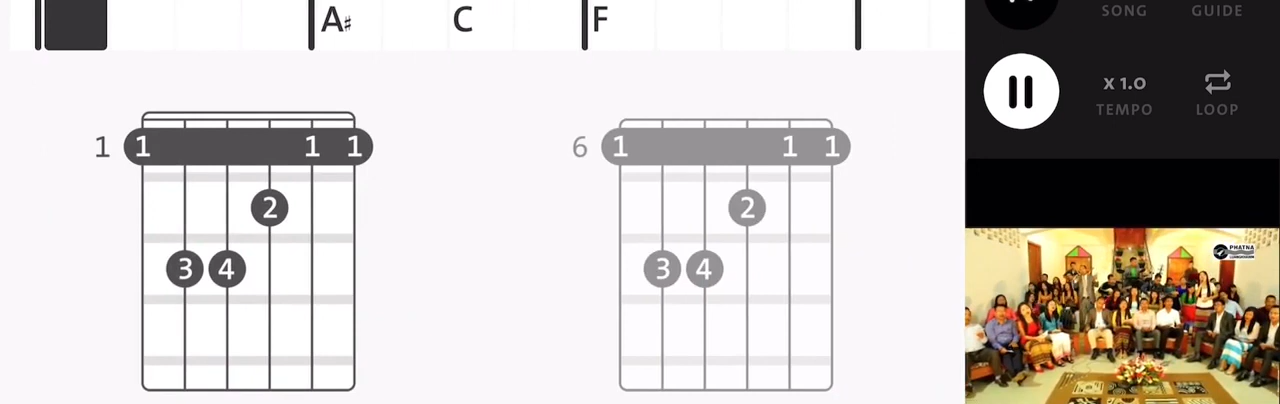 A♯ C F
SONG GUIDE
X 1.0
TEMPO LOOP
1 1 1 1
2
3 4
6 1 1 1
2
3 4
PHATNA